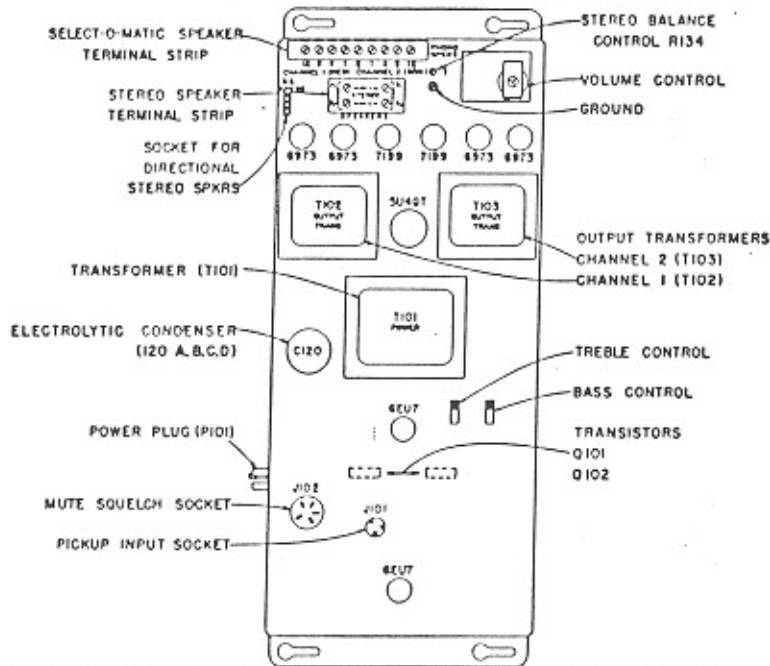 SELECT-O-MATIC SPEAKER
TERMINAL STRIP
STEREO BALANCE
CONTROL R134
VOLUME CONTROL
GROUND
STEREO SPEAKER
TERMINAL STRIP
SOCKET FOR
DIRECTIONAL
STEREO SPKRS
CHANNEL CHANNEL 2
6973 6973 7199 7199 6973 6973
T102
OUTPUT
TRANS
5U4GT
T103
OUTPUT
TRANS
OUTPUT TRANSFORMERS
CHANNEL 2 (T103)
CHANNEL 1 (T102)
TRANSFORMER (T101)
T101
POWER
ELECTROLYTIC CONDENSER
(120 A,B,C,D)
C120
TREBLE CONTROL
BASS CONTROL
6EU7
POWER PLUG (P101)
TRANSISTORS
Q101
Q102
J102
MUTE SQUELCH SOCKET
J101
PICKUP INPUT SOCKET
6EU7